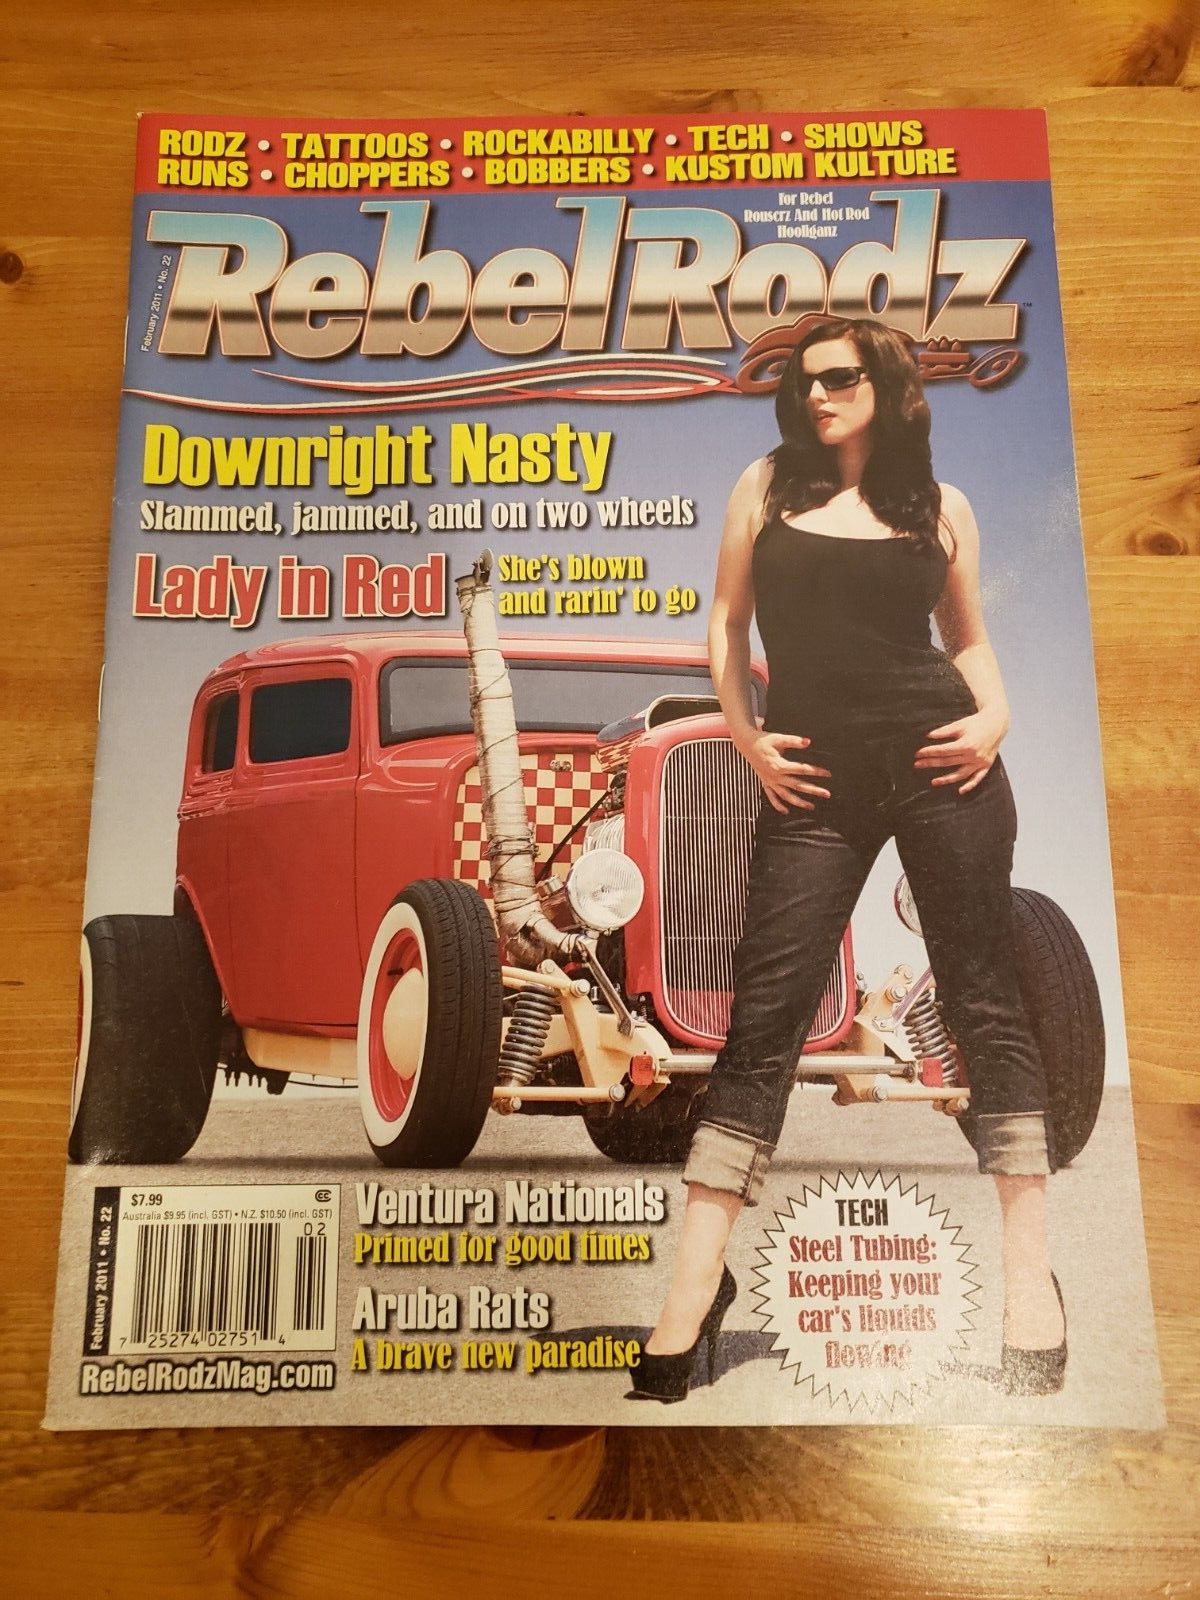 RODZ • TATTOOS • ROCKABILLY • TECH • SHOWS
RUNS • CHOPPERS • BOBBERS • KUSTOM KULTURE
For Rebel
Rouserz And Hot Rod
Hooliganz
RebelRodz™
February 2011 • No. 22
Downright Nasty
Slammed, jammed, and on two wheels
Lady in Red
She's blown
and rarin' to go
Ventura Nationals
Primed for good times
Aruba Rats
A brave new paradise
TECH
Steel Tubing:
Keeping your
car's liquids
flowing
February 2011 • No. 22
$7.99
CC
Australia $9.95 (incl. GST) • N.Z. $10.50 (incl. GST)
02
7 25274 02751 4
RebelRodzMag.com